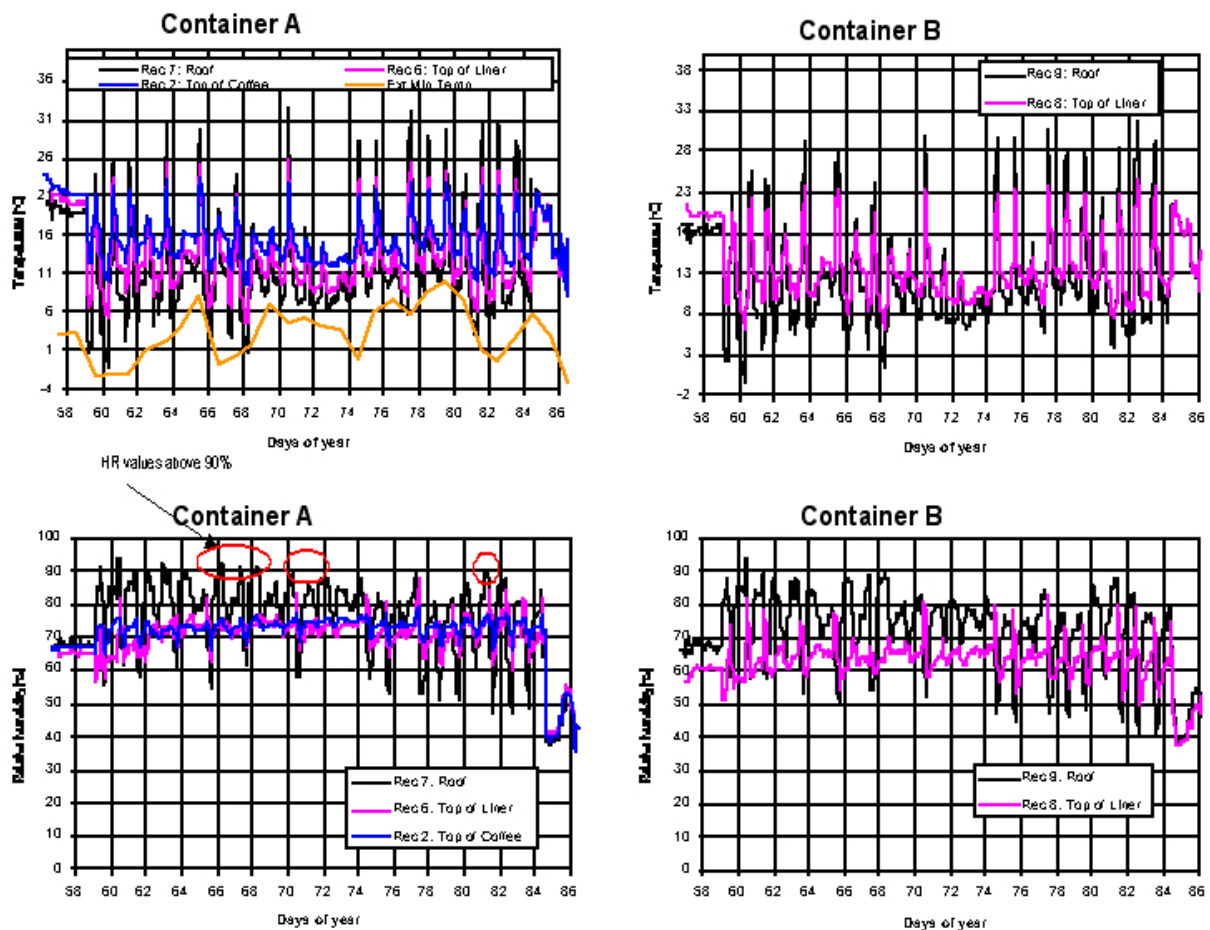 Container A
Rec 7: Roof
Rec 6: Top of Liner
Rec 2: Top of Coffee
Ext Min Temp
36
31
26
21
16
11
6
1
-4
58 60 62 64 66 68 70 72 74 76 78 80 82 84 86
Days of year
Container B
Rec 9: Roof
Rec 8: Top of Liner
38
33
28
23
18
13
8
3
-2
58 60 62 64 66 68 70 72 74 76 78 80 82 84 86
Days of year
HR values above 90%
Container A
100
90
80
70
60
50
40
30
20
10
0
Rec 7. Roof
Rec 6. Top of Liner
Rec 2. Top of Coffee
58 60 62 64 66 68 70 72 74 76 78 80 82 84 86
Days of year
Container B
100
90
80
70
60
50
40
30
20
10
0
Rec 9. Roof
Rec 8. Top of Liner
58 60 62 64 66 68 70 72 74 76 78 80 82 84 86
Days of year